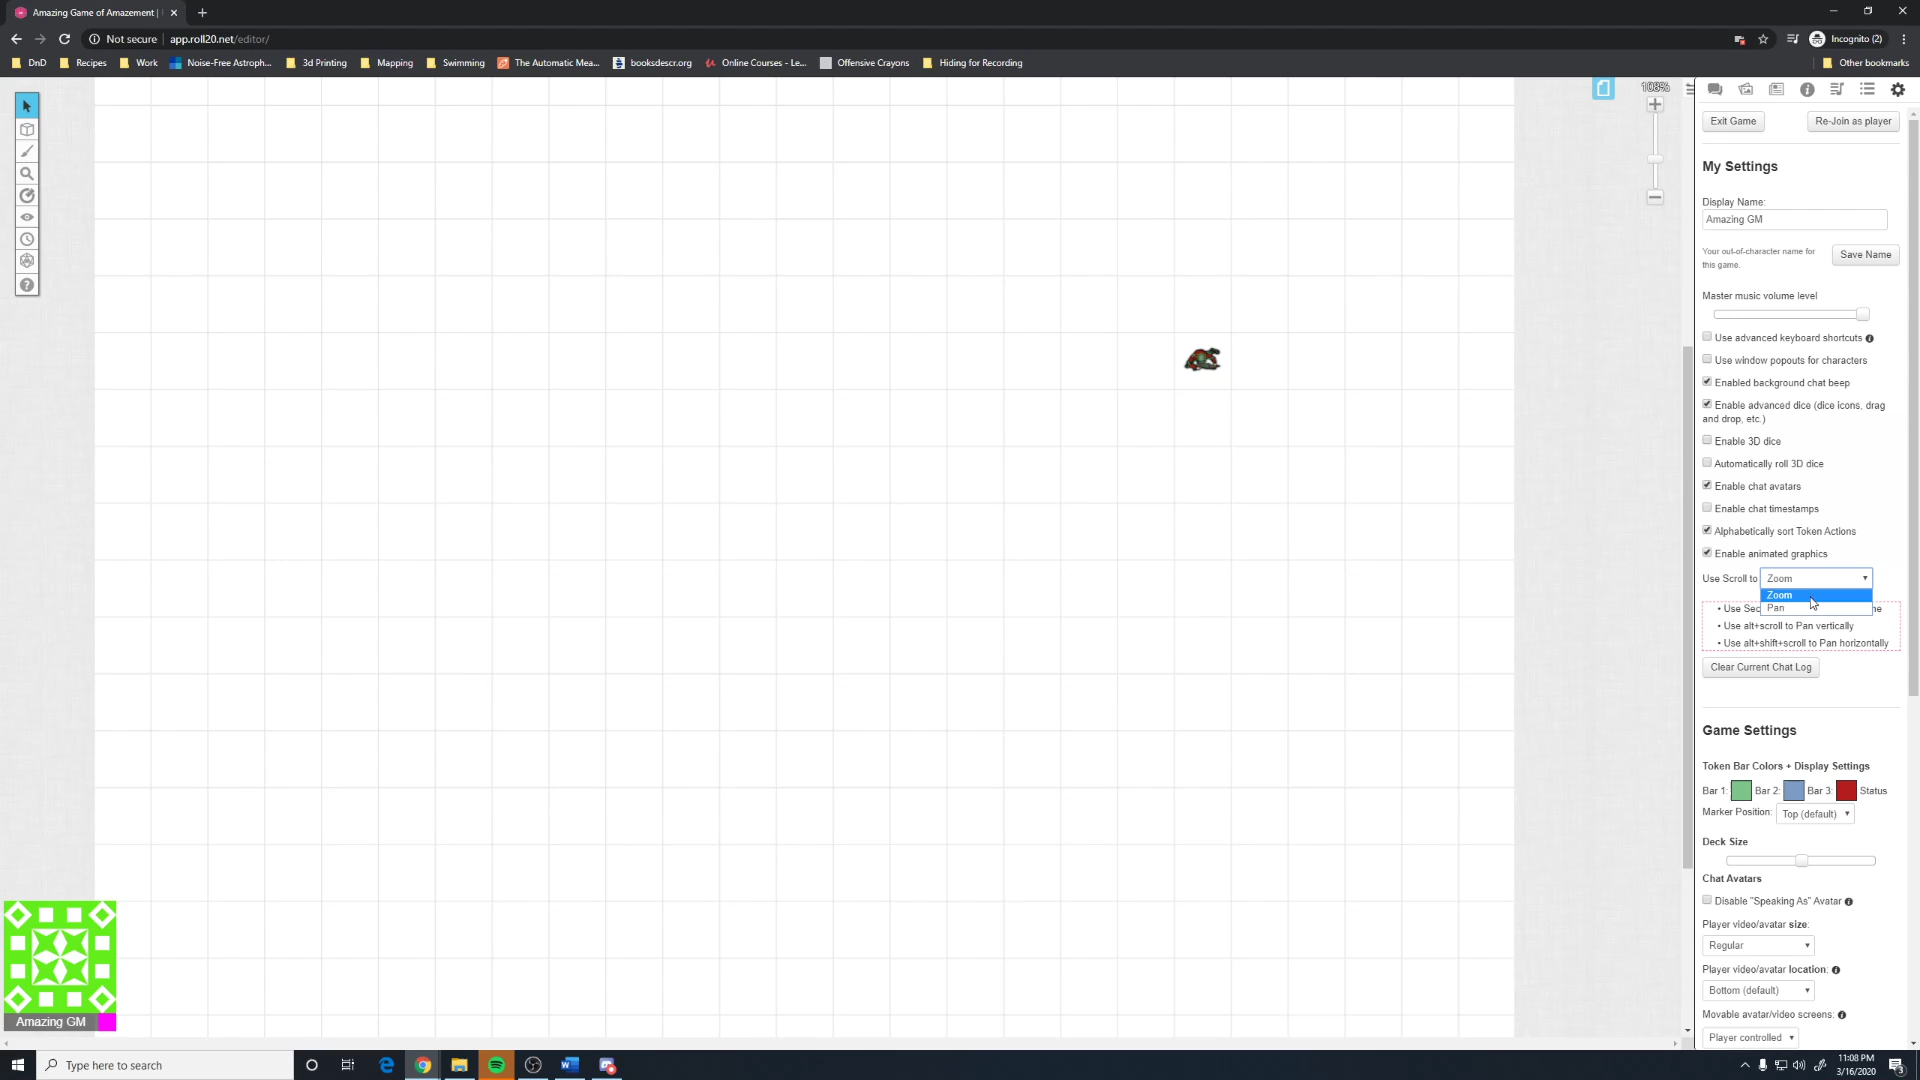 Amazing Game of Amazement |
Not secure | app.roll20.net/editor/
Incognito (2)
DnD
Recipes
Work
Noise-Free Astroph...
3d Printing
Mapping
Swimming
The Automatic Mea...
booksdescr.org
Online Courses - Le...
Offensive Crayons
Hiding for Recording
Other bookmarks
108%
Exit Game
Re-Join as player
My Settings
Display Name:
Amazing GM
Your out-of-character name for
this game.
Save Name
Master music volume level
Use advanced keyboard shortcuts
Use window popouts for characters
Enabled background chat beep
Enable advanced dice (dice icons, drag
and drop, etc.)
Enable 3D dice
Automatically roll 3D dice
Enable chat avatars
Enable chat timestamps
Alphabetically sort Token Actions
Enable animated graphics
Use Scroll to Zoom
Zoom
Pan
• Use
• Use alt+scroll to Pan vertically
• Use alt+shift+scroll to Pan horizontally
Clear Current Chat Log
Game Settings
Token Bar Colors + Display Settings
Bar 1: Bar 2: Bar 3: Status
Marker Position: Top (default)
Deck Size
Chat Avatars
Disable "Speaking As" Avatar
Player video/avatar size:
Regular
Player video/avatar location:
Bottom (default)
Movable avatar/video screens:
Player controlled
Amazing GM
Type here to search
11:08 PM
3/16/2020
3